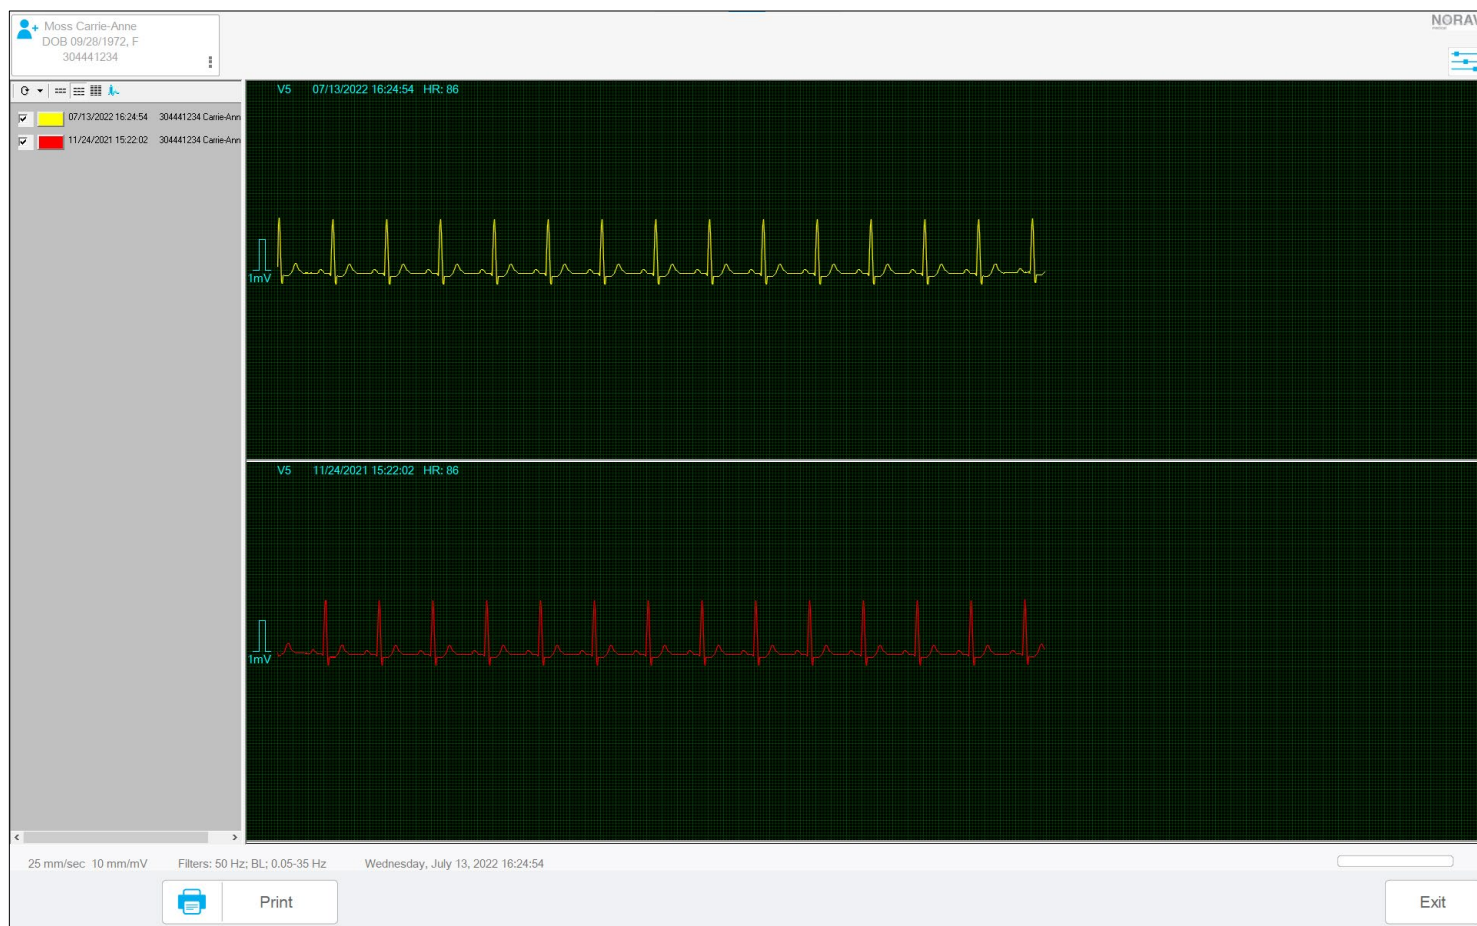 Moss Carrie-Anne
DOB 09/28/1972, F
304441234
NORAV
V5 07/13/2022 16:24:54 HR: 86
07/13/2022 16:24:54 304441234 Carrie-Ann
11/24/2021 15:22:02 304441234 Carrie-Ann
1mV
V5 11/24/2021 15:22:02 HR: 86
1mV
25 mm/sec 10 mm/mV Filters: 50 Hz; BL; 0.05-35 Hz Wednesday, July 13, 2022 16:24:54
Print
Exit